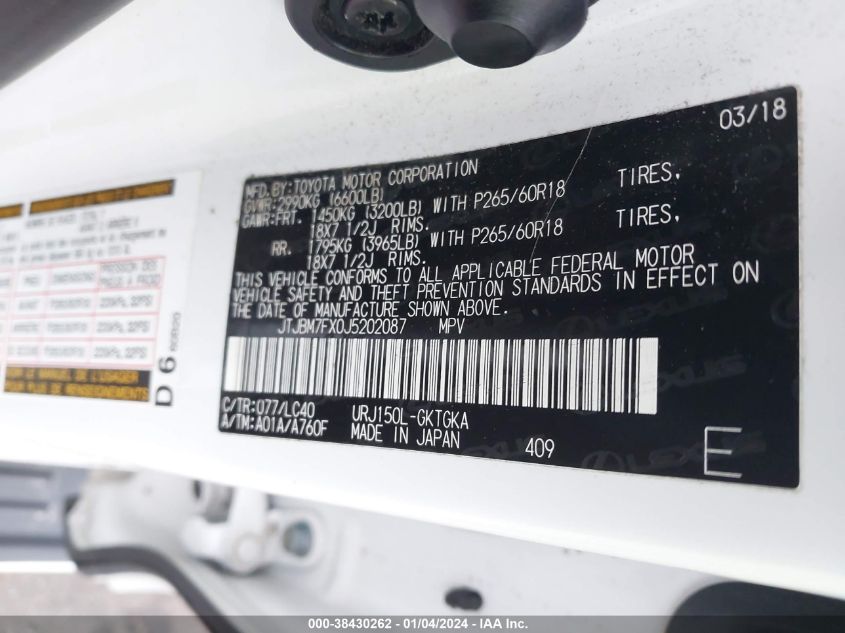 03/18
MFD.BY:TOYOTA MOTOR CORPORATION
GVWR:2990KG (6600LB)
GAWR:FRT. 1450KG (3200LB) WITH P265/60R18 TIRES,
18X7 1/2J RIMS.
RR. 1795KG (3965LB) WITH P265/60R18 TIRES,
18X7 1/2J RIMS.
THIS VEHICLE CONFORMS TO ALL APPLICABLE FEDERAL MOTOR
VEHICLE SAFETY AND THEFT PREVENTION STANDARDS IN EFFECT ON
THE DATE OF MANUFACTURE SHOWN ABOVE.
JTJBM7FX0J5202087 MPV
C/TR:077/LC40 URJ150L-GKTGKA
A/TM:A01A/A760F MADE IN JAPAN 409
E
LEXUS
D 6
000-38430262 - 01/04/2024 - IAA Inc.